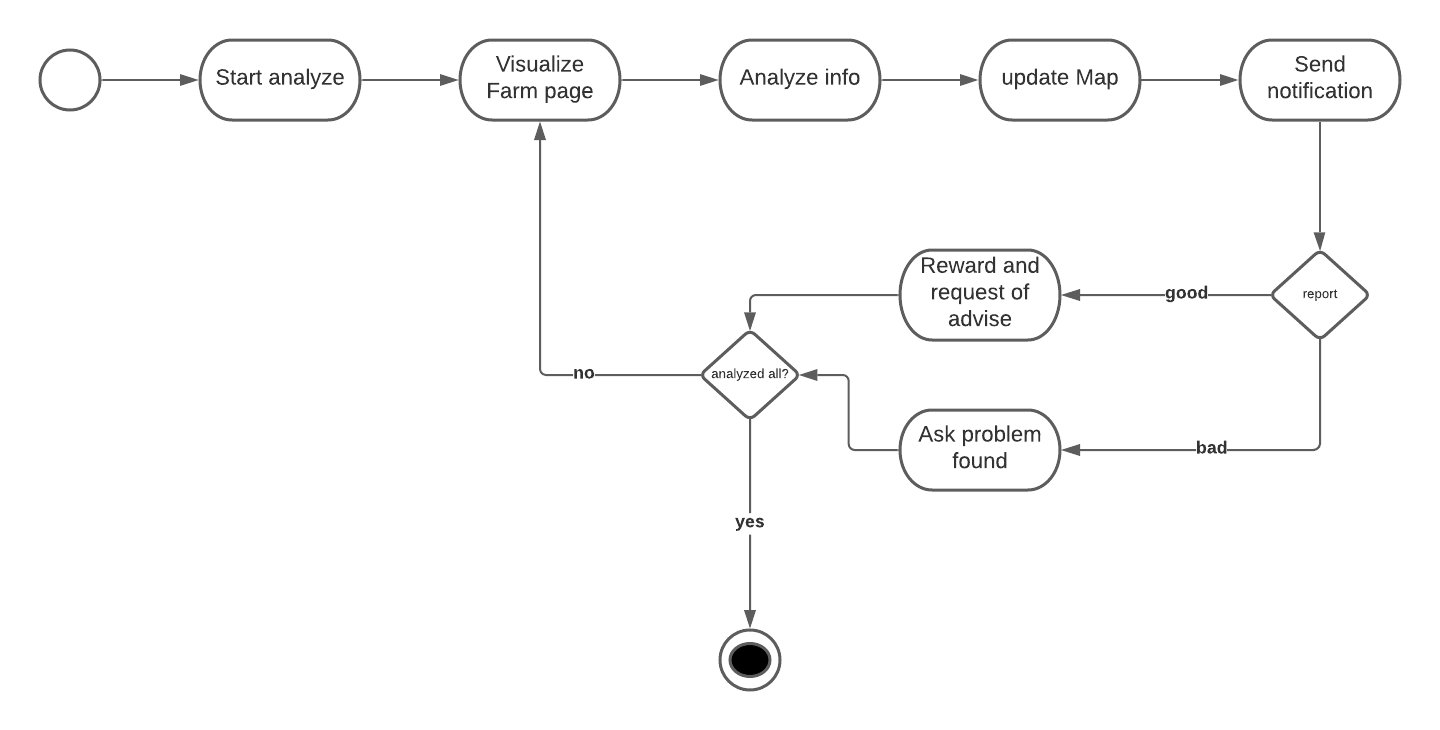 Start analyze
Visualize
Farm page
Analyze info
update Map
Send
notification
Reward and
request of
advise
good
report
no
analyzed all?
Ask problem
found
bad
yes